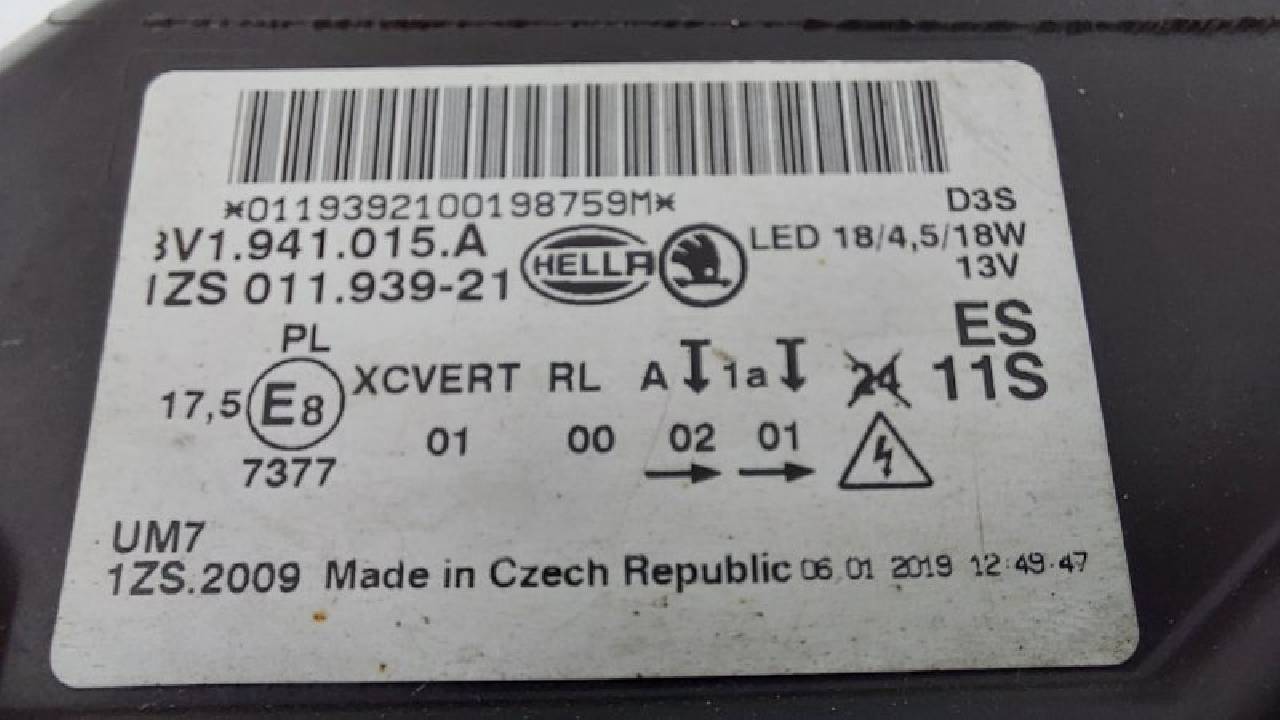 *0119392100198759M*
D3S
3V1.941.015.A
HELLA
LED 18/4,5/18W
1ZS 011.939-21
13V
ES
PL
17,5 E8 XCVERT RL A 1a 24 11S
01 00 02 01
7377
UM7
1ZS.2009 Made in Czech Republic 06.01 2019 12:49:47